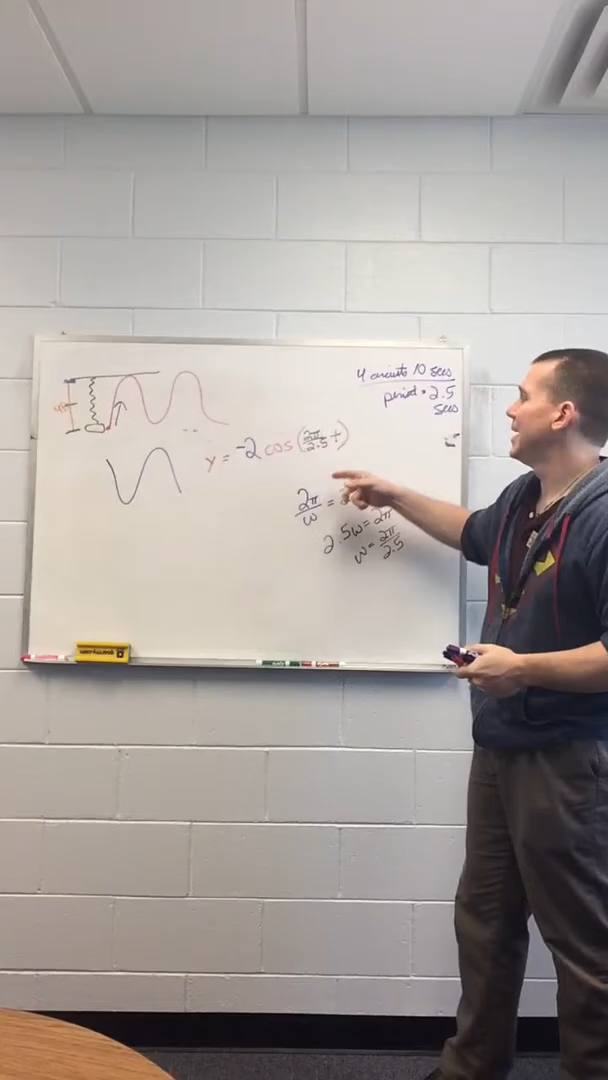 4 circuits 10 secs
period = 2.5
secs
y = -2 cos(2π/2.5 t)
2π/ω =
2.5ω = 2π
ω = 2π/2.5